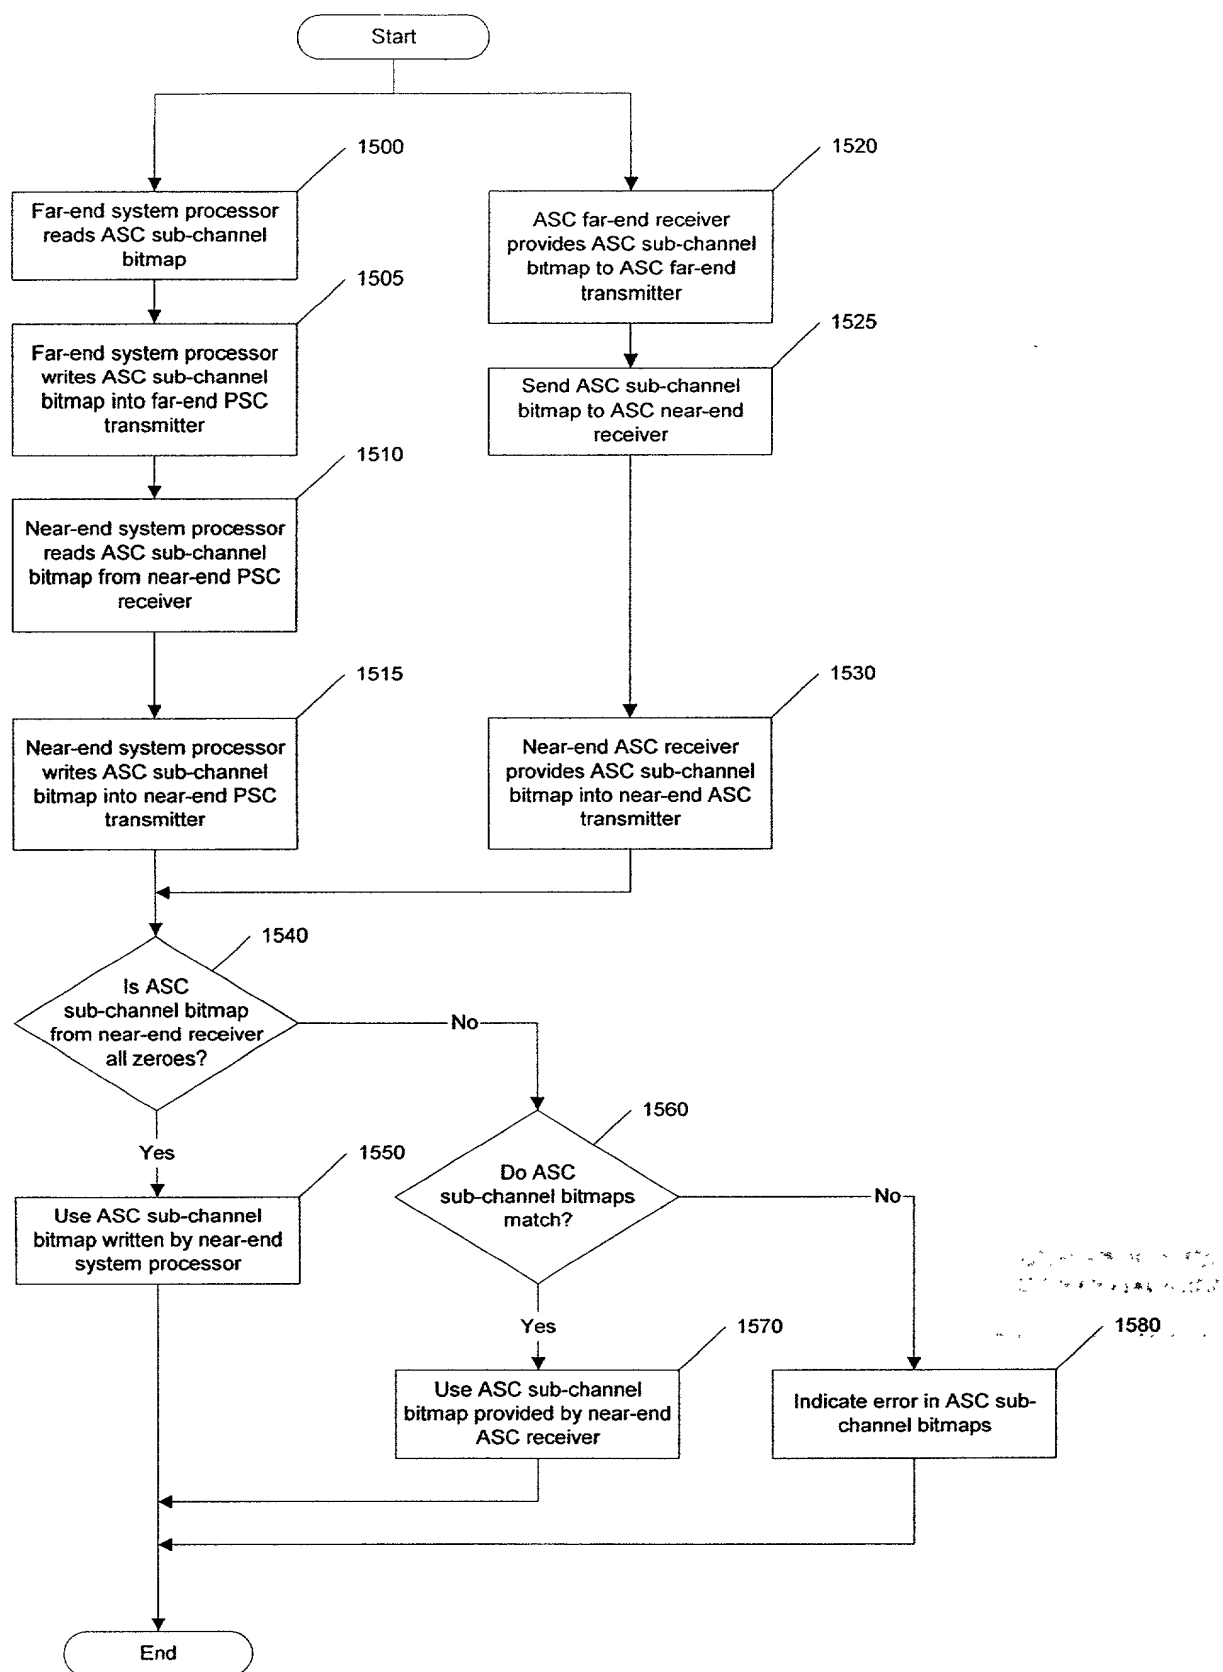 Start
1500
Far-end system processor
reads ASC sub-channel
bitmap
1505
Far-end system processor
writes ASC sub-channel
bitmap into far-end PSC
transmitter
1510
Near-end system processor
reads ASC sub-channel
bitmap from near-end PSC
receiver
1515
Near-end system processor
writes ASC sub-channel
bitmap into near-end PSC
transmitter
1520
ASC far-end receiver
provides ASC sub-channel
bitmap to ASC far-end
transmitter
1525
Send ASC sub-channel
bitmap to ASC near-end
receiver
1530
Near-end ASC receiver
provides ASC sub-channel
bitmap into near-end ASC
transmitter
1540
Is ASC
sub-channel bitmap
from near-end receiver
all zeroes?
No
Yes
1550
Use ASC sub-channel
bitmap written by near-end
system processor
1560
Do ASC
sub-channel bitmaps
match?
No
Yes
1570
Use ASC sub-channel
bitmap provided by near-end
ASC receiver
1580
Indicate error in ASC sub-
channel bitmaps
End